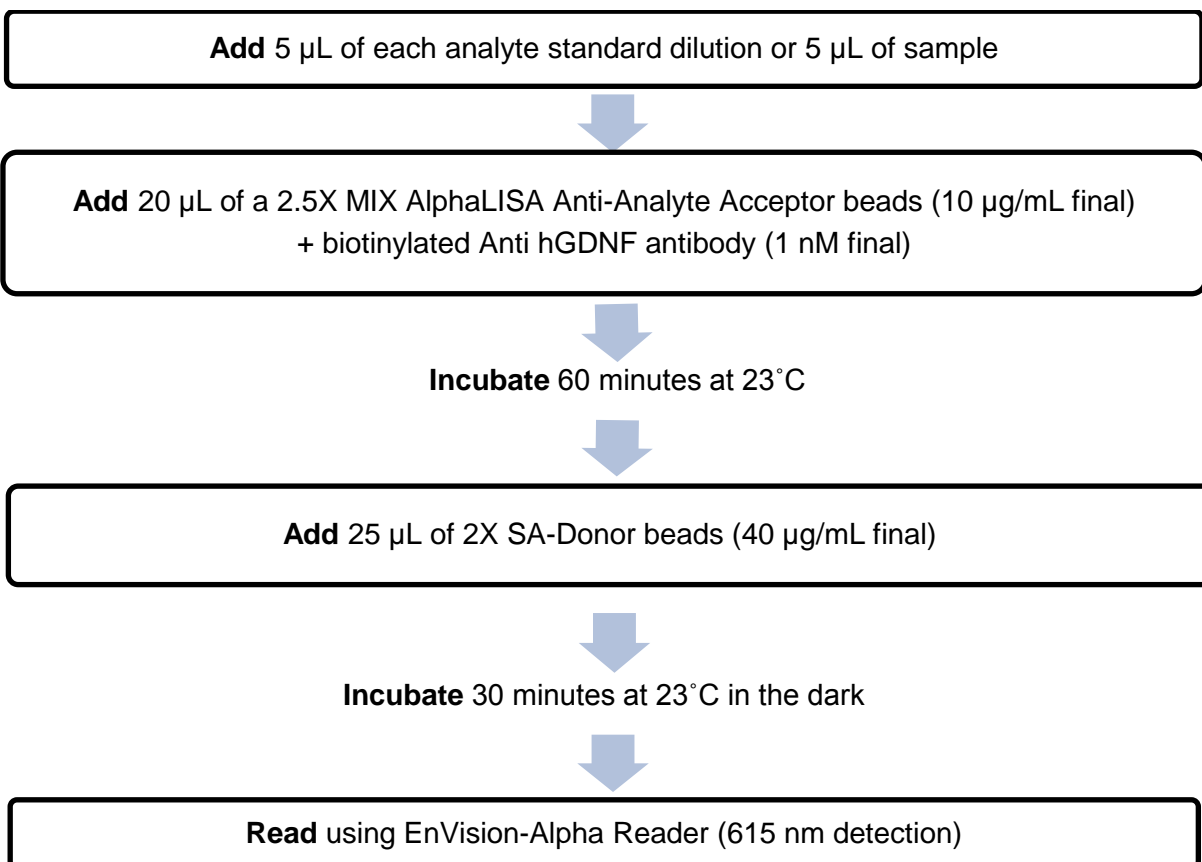 Add 5 µL of each analyte standard dilution or 5 µL of sample
Add 20 µL of a 2.5X MIX AlphaLISA Anti-Analyte Acceptor beads (10 µg/mL final)
+ biotinylated Anti hGDNF antibody (1 nM final)
Incubate 60 minutes at 23˚C
Add 25 µL of 2X SA-Donor beads (40 µg/mL final)
Incubate 30 minutes at 23˚C in the dark
Read using EnVision-Alpha Reader (615 nm detection)